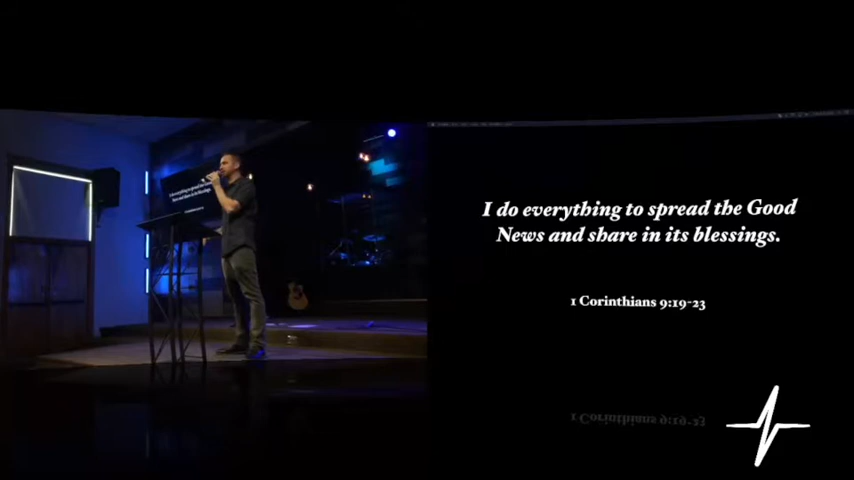 I do everything to spread the Good
News and share in its blessings.
1 Corinthians 9:19-23